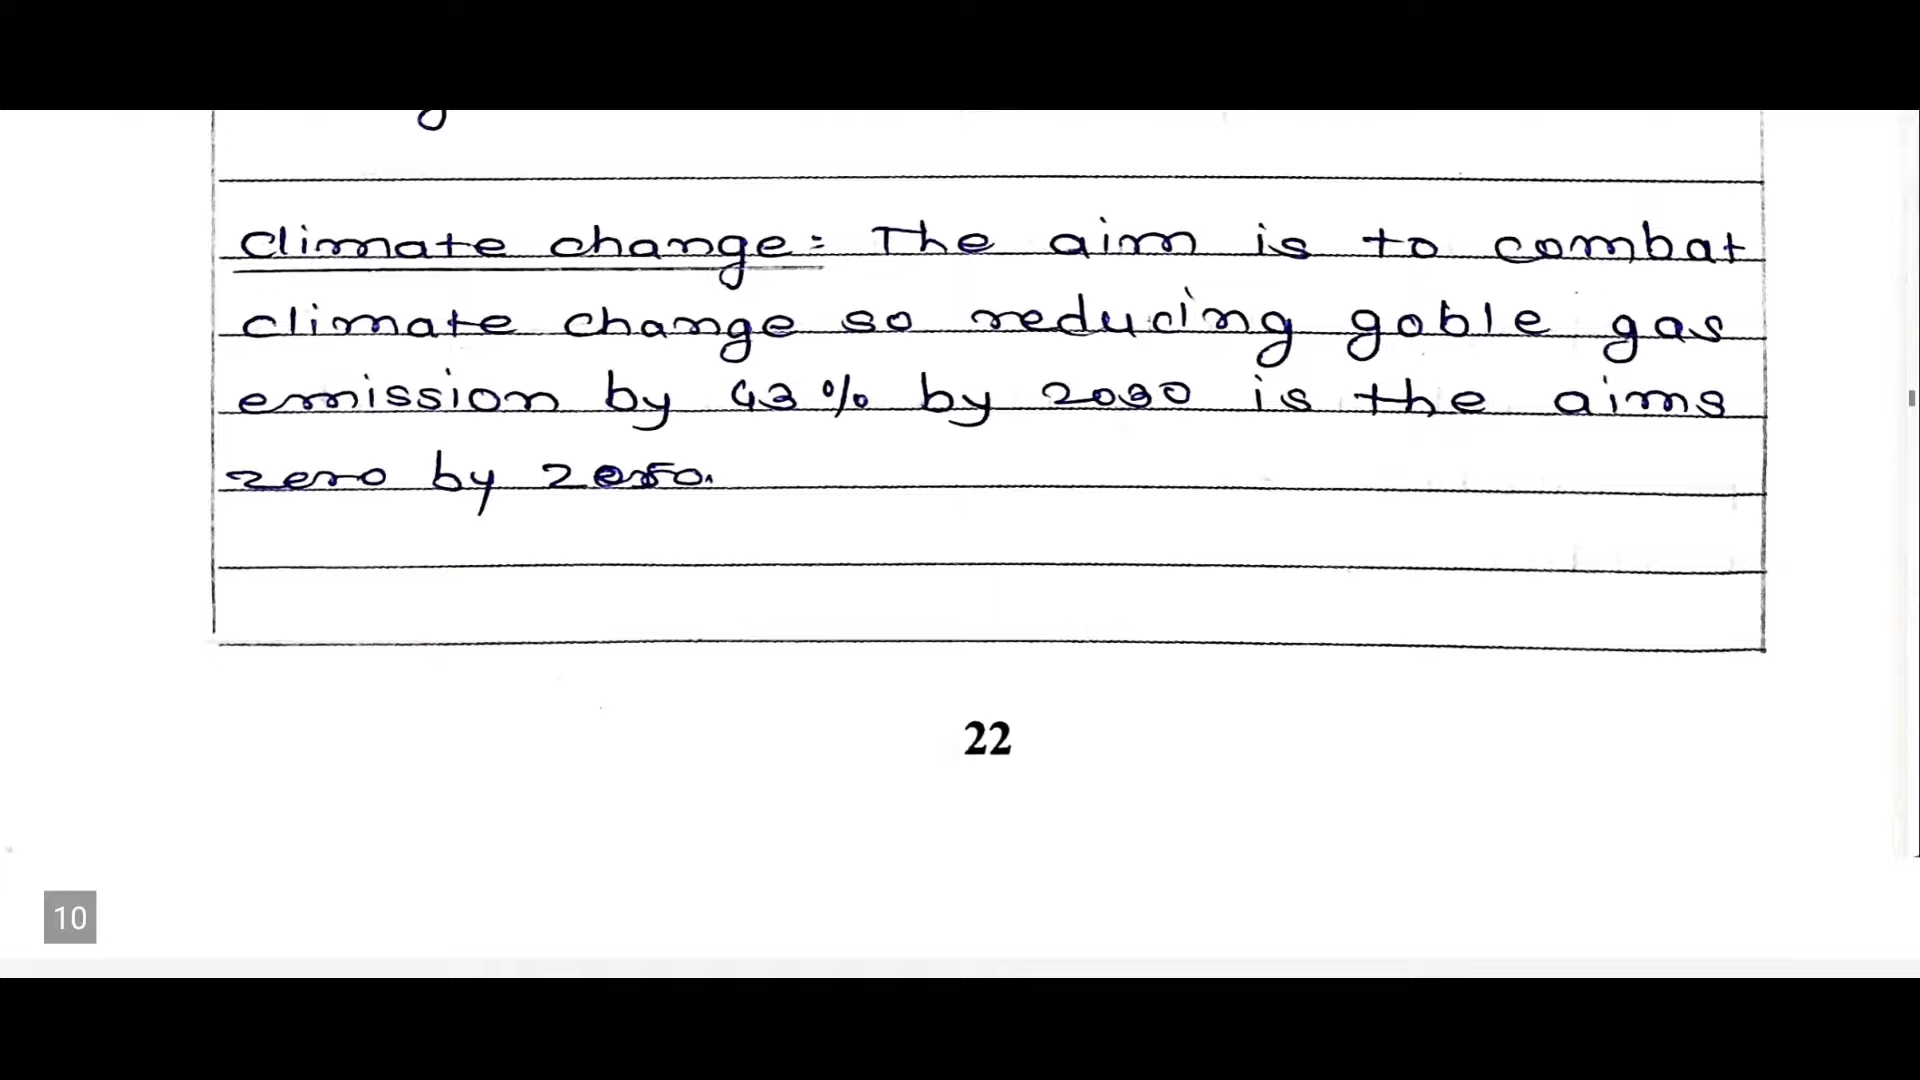 Climate change: The aim is to combat
climate change so reducing goble gas
emission by 43% by 2030 is the aims
zero by 2050.
22
10